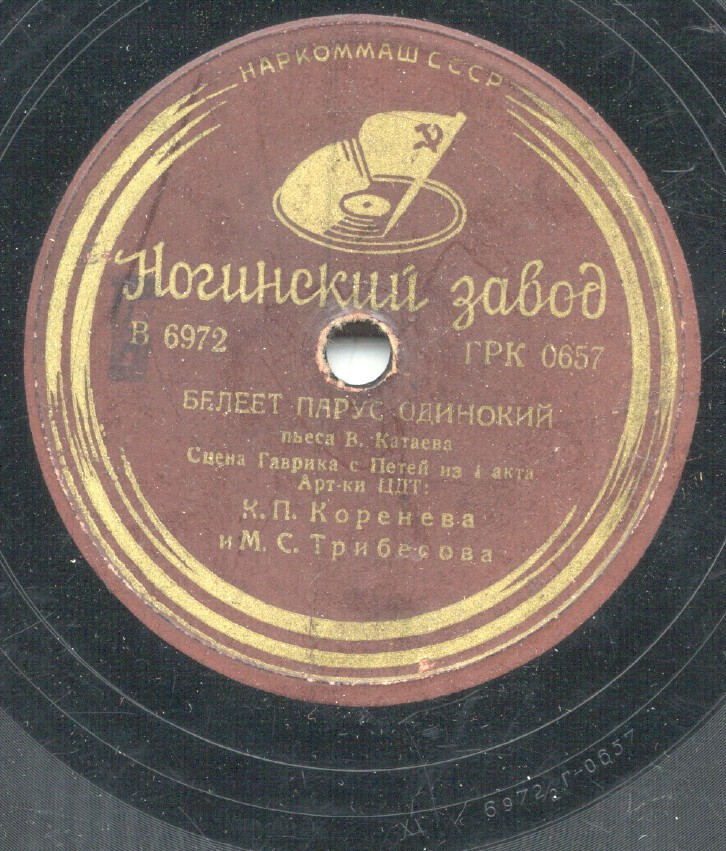 НАРКОММАШ СССР
Ногинский завод
В 6972
ГРК 0657
БЕЛЕЕТ ПАРУС ОДИНОКИЙ
пьеса В. Катаева
Сцена Гаврика с Петей из 1 акта
Арт-ки ЦДТ:
К. П. Коренева
и М. С. Трибесова
6972 Г-0657